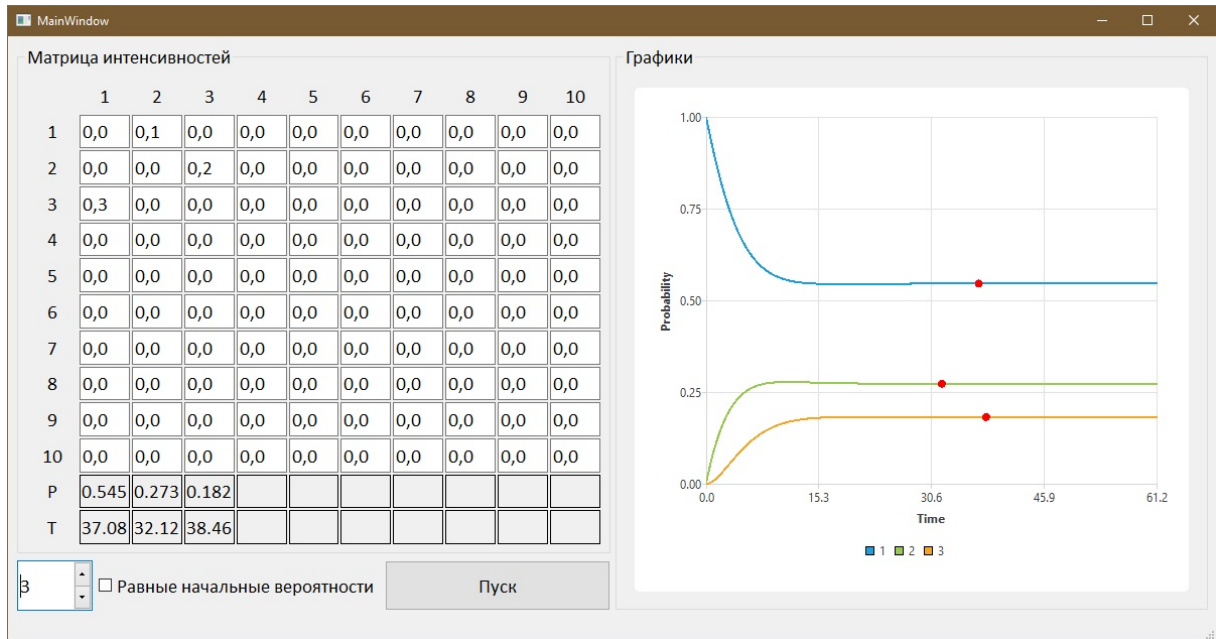 MainWindow
Матрица интенсивностей
1 2 3 4 5 6 7 8 9 10
1 0,0 0,1 0,0 0,0 0,0 0,0 0,0 0,0 0,0 0,0
2 0,0 0,0 0,2 0,0 0,0 0,0 0,0 0,0 0,0 0,0
3 0,3 0,0 0,0 0,0 0,0 0,0 0,0 0,0 0,0 0,0
4 0,0 0,0 0,0 0,0 0,0 0,0 0,0 0,0 0,0 0,0
5 0,0 0,0 0,0 0,0 0,0 0,0 0,0 0,0 0,0 0,0
6 0,0 0,0 0,0 0,0 0,0 0,0 0,0 0,0 0,0 0,0
7 0,0 0,0 0,0 0,0 0,0 0,0 0,0 0,0 0,0 0,0
8 0,0 0,0 0,0 0,0 0,0 0,0 0,0 0,0 0,0 0,0
9 0,0 0,0 0,0 0,0 0,0 0,0 0,0 0,0 0,0 0,0
10 0,0 0,0 0,0 0,0 0,0 0,0 0,0 0,0 0,0 0,0
P 0.545 0.273 0.182
T 37.08 32.12 38.46
3 Равные начальные вероятности Пуск
Графики
1.00
0.75
0.50
0.25
0.00
Probability
0.0 15.3 30.6 45.9 61.2
Time
1 2 3